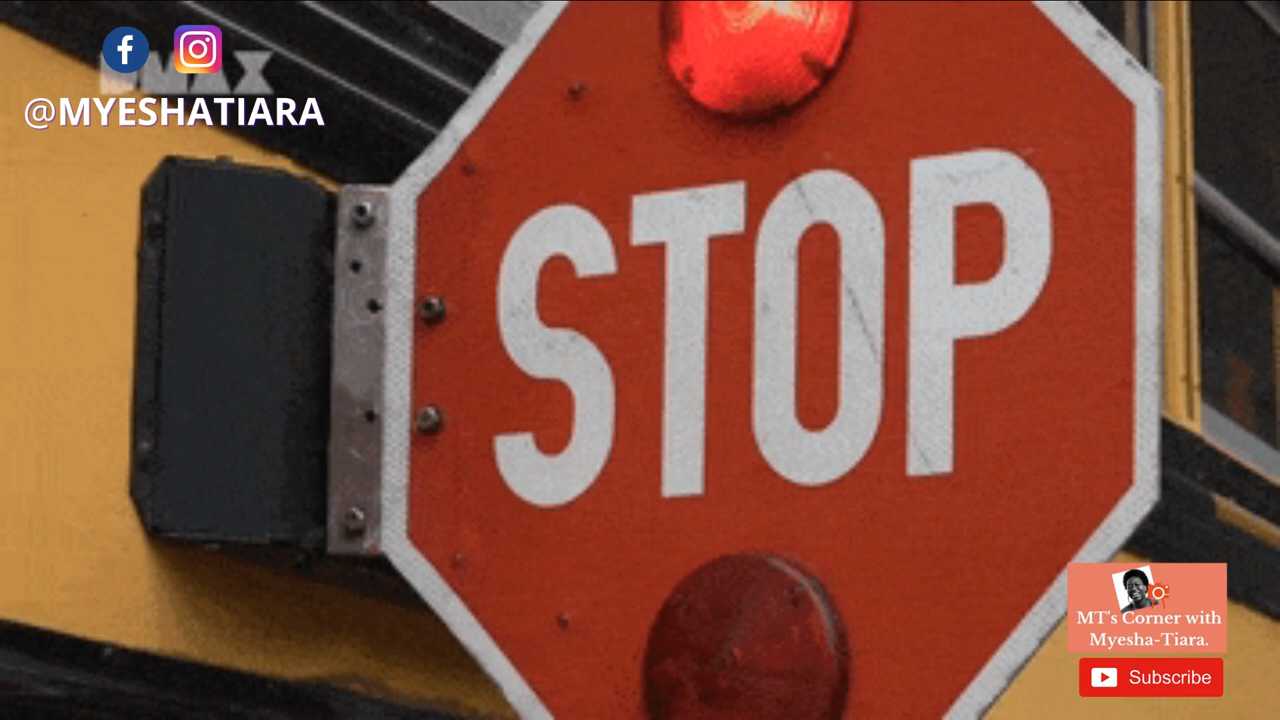 @MYESHATIARA
STOP
MT's Corner with
Myesha-Tiara.
Subscribe